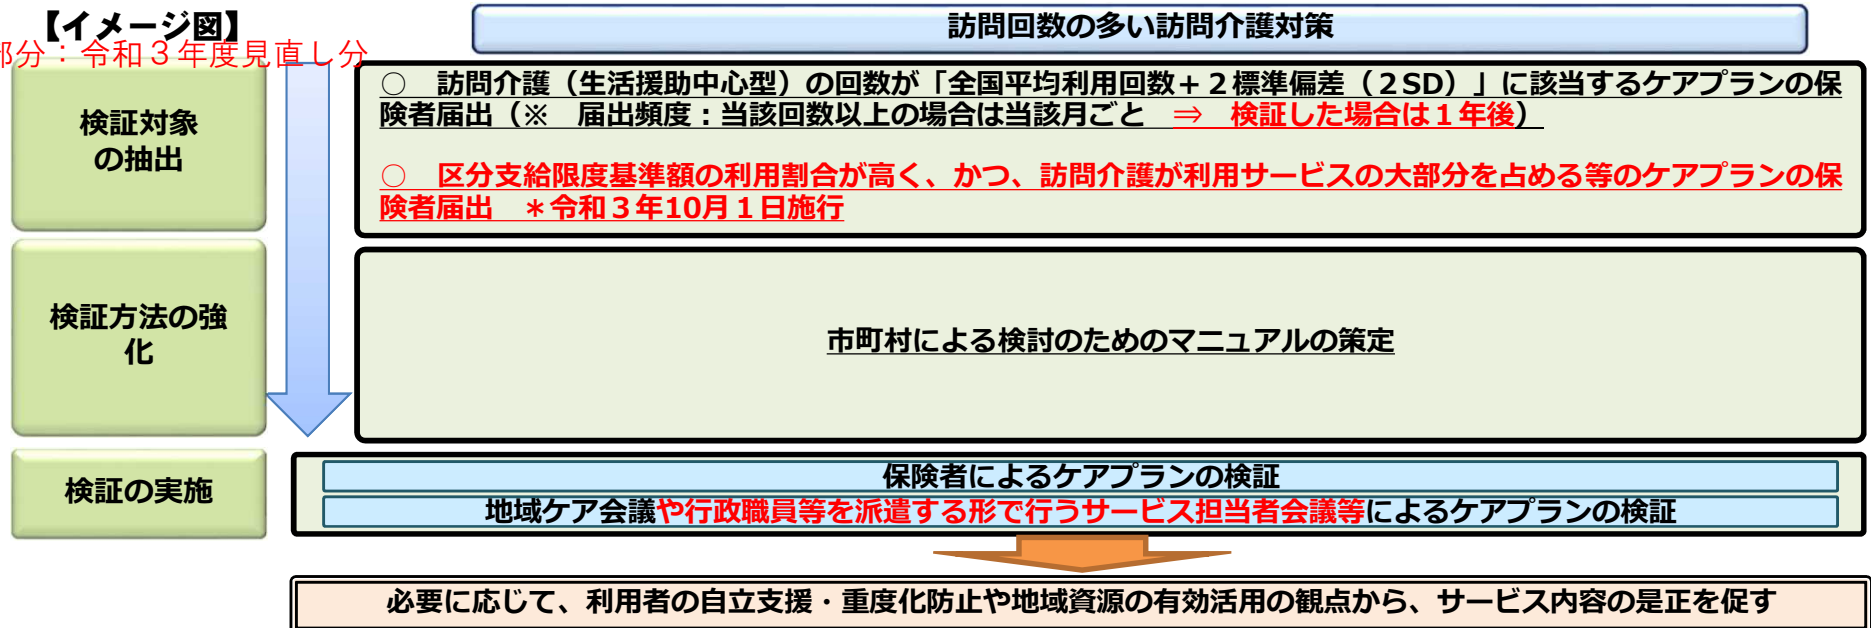 【イメージ図】
部分：令和３年度見直し分
訪問回数の多い訪問介護対策
検証対象
の抽出
○　訪問介護（生活援助中心型）の回数が「全国平均利用回数＋２標準偏差（２SD）」に該当するケアプランの保
険者届出（※　届出頻度：当該回数以上の場合は当該月ごと　⇒　検証した場合は１年後）
○　区分支給限度基準額の利用割合が高く、かつ、訪問介護が利用サービスの大部分を占める等のケアプランの保
険者届出　＊令和３年10月１日施行
検証方法の強
化
市町村による検討のためのマニュアルの策定
検証の実施
保険者によるケアプランの検証
地域ケア会議や行政職員等を派遣する形で行うサービス担当者会議等によるケアプランの検証
必要に応じて、利用者の自立支援・重度化防止や地域資源の有効活用の観点から、サービス内容の是正を促す